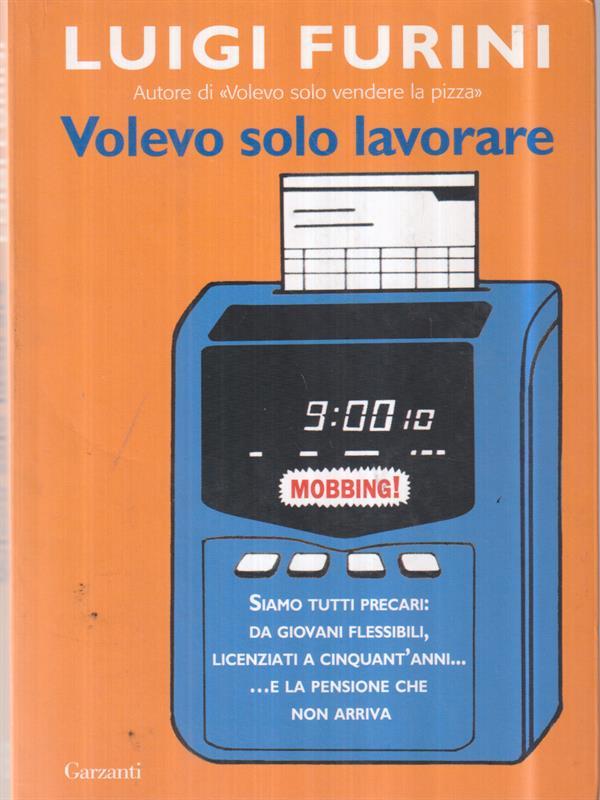 LUIGI FURINI
Autore di «Volevo solo vendere la pizza»
Volevo solo lavorare
9:00 10
MOBBING!
SIAMO TUTTI PRECARI:
DA GIOVANI FLESSIBILI,
LICENZIATI A CINQUANT'ANNI...
...E LA PENSIONE CHE
NON ARRIVA
Garzanti